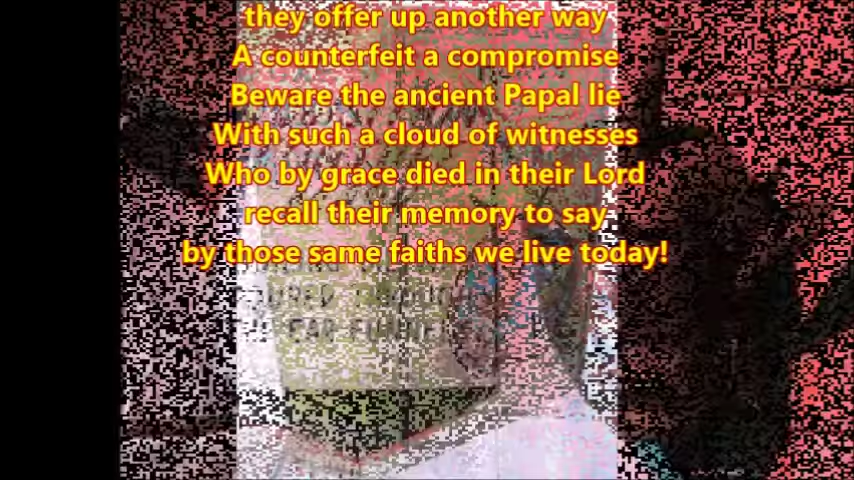 they offer up another way
A counterfeit a compromise
Beware the ancient Papal lie
With such a cloud of witnesses
Who by grace died in their Lord
recall their memory to say
by those same faiths we live today!